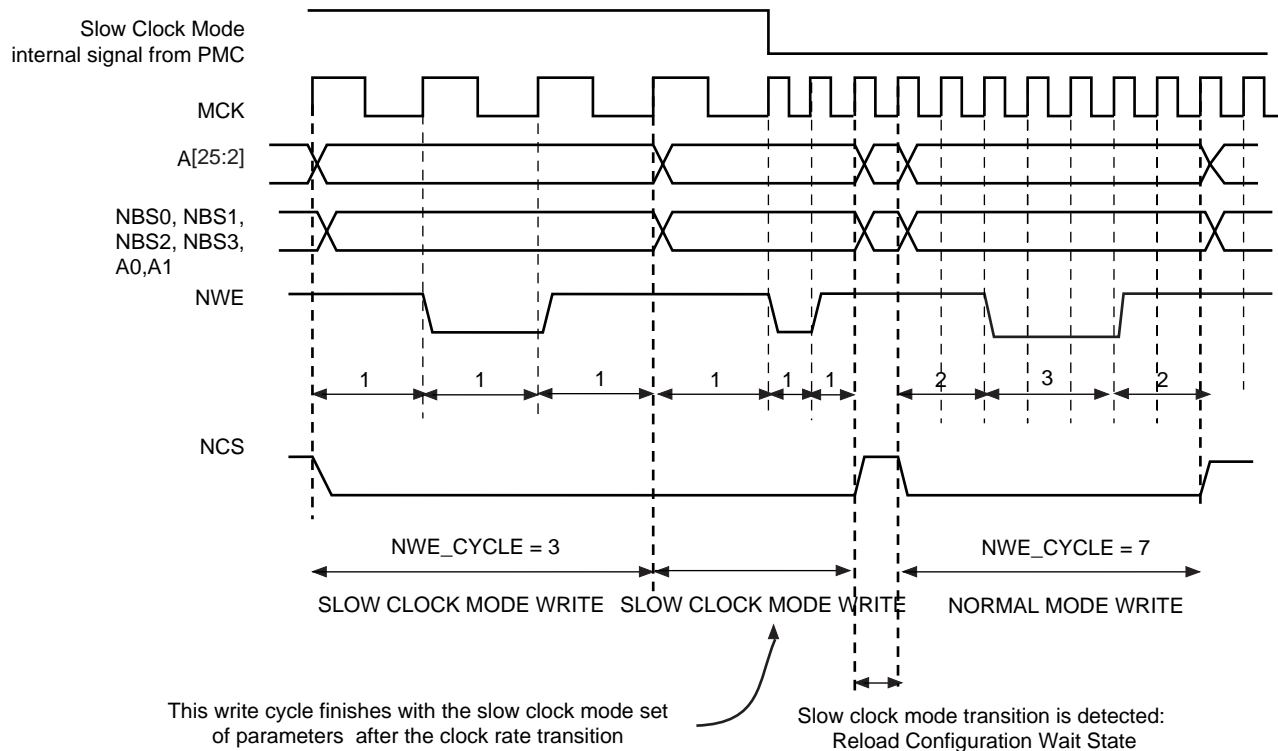 Slow Clock Mode
internal signal from PMC
MCK
A[25:2]
NBS0, NBS1,
NBS2, NBS3,
A0,A1
NWE
1 1 1 1 1 1 2 3 2
NCS
NWE_CYCLE = 3 NWE_CYCLE = 7
SLOW CLOCK MODE WRITE SLOW CLOCK MODE WRITE NORMAL MODE WRITE
This write cycle finishes with the slow clock mode set
of parameters after the clock rate transition
Slow clock mode transition is detected:
Reload Configuration Wait State